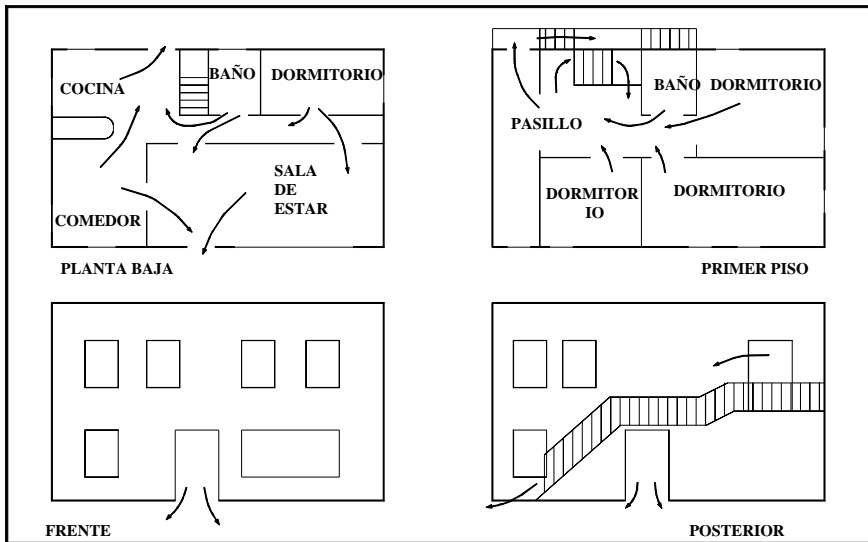 COCINA
BAÑO
DORMITORIO
SALA
DE
ESTAR
COMEDOR
PLANTA BAJA
BAÑO
DORMITORIO
PASILLO
DORMITOR
IO
DORMITORIO
PRIMER PISO
FRENTE
POSTERIOR